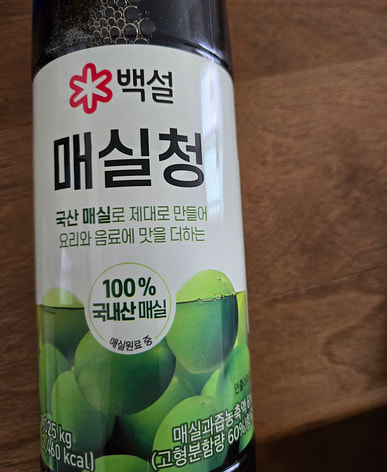 백설
매실청
국산 매실로 제대로 만들어
요리와 음료에 맛을 더하는
100%
국내산 매실
매실원료 중
매실과즙농축액
(고형분함량 60%
kg
kcal)